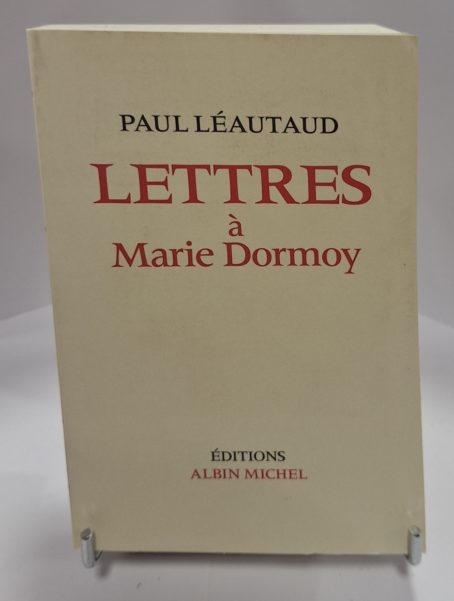 PAUL LÉAUTAUD
LETTRES
à
Marie Dormoy
ÉDITIONS
ALBIN MICHEL